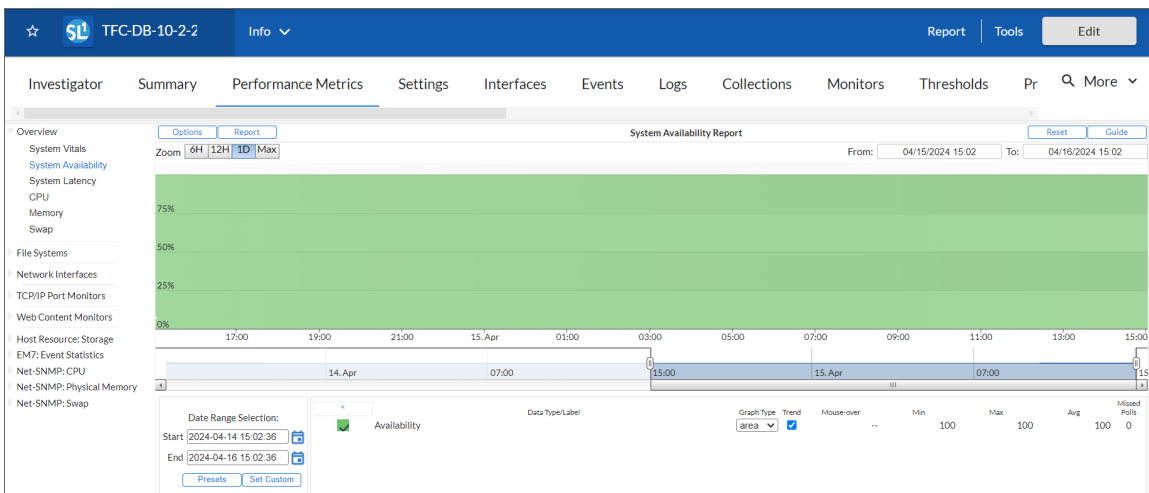 SL1 TFC-DB-10-2-2 Info Report Tools Edit
Investigator Summary Performance Metrics Settings Interfaces Events Logs Collections Monitors Thresholds Pr More
Overview
System Vitals
System Availability
System Latency
CPU
Memory
Swap
File Systems
Network Interfaces
TCP/IP Port Monitors
Web Content Monitors
Host Resource: Storage
EM7: Event Statistics
Net-SNMP: CPU
Net-SNMP: Physical Memory
Net-SNMP: Swap
Options Report System Availability Report Reset Guide
Zoom 6H 12H 1D Max From: 04/15/2024 15:02 To: 04/16/2024 15:02
75%
50%
25%
0%
17:00 19:00 21:00 15. Apr 01:00 03:00 05:00 07:00 09:00 11:00 13:00 15:00
14. Apr 07:00 15:00 15. Apr 07:00 15
Date Range Selection:
Start 2024-04-14 15:02:36
End 2024-04-16 15:02:36
Presets Set Custom
< Data Type/Label Graph Type Trend Mouse-over Min Max Avg Missed Polls
Availability area -- 100 100 100 0